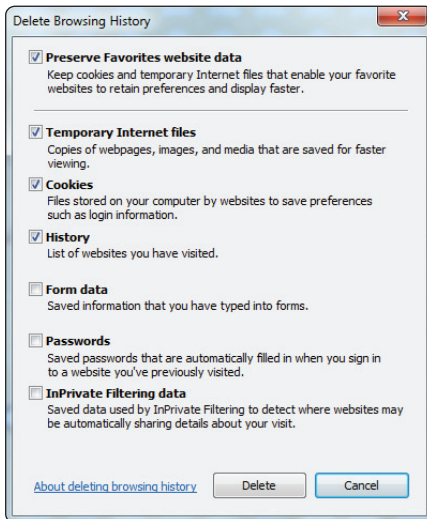 Delete Browsing History
Preserve Favorites website data
Keep cookies and temporary Internet files that enable your favorite
websites to retain preferences and display faster.
Temporary Internet files
Copies of webpages, images, and media that are saved for faster
viewing.
Cookies
Files stored on your computer by websites to save preferences
such as login information.
History
List of websites you have visited.
Form data
Saved information that you have typed into forms.
Passwords
Saved passwords that are automatically filled in when you sign in
to a website you've previously visited.
InPrivate Filtering data
Saved data used by InPrivate Filtering to detect where websites may
be automatically sharing details about your visit.
About deleting browsing history Delete Cancel